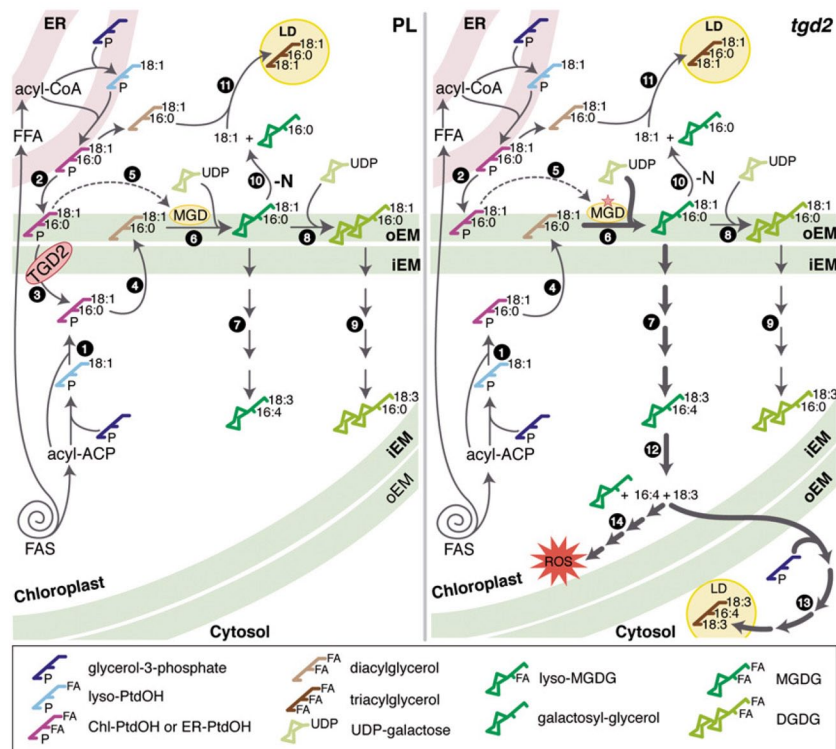 ER
PL
P
18:1
P
acyl-CoA
FFA
18:1
16:0
P
18:1
16:0
LD
18:1
16:0
18:1
11
18:1 + 16:0
2
5
UDP
10
-N
UDP
18:1
16:0
P
18:1
16:0
MGD
6
18:1
16:0
8
18:1
16:0
oEM
TGD2
iEM
3
4
18:1
16:0
P
7
9
1
18:1
P
18:3
16:4
18:3
16:0
P
acyl-ACP
iEM
oEM
FAS
Chloroplast
Cytosol
ER
tgd2
P
18:1
P
acyl-CoA
FFA
18:1
16:0
P
18:1
16:0
LD
18:1
16:0
18:1
11
18:1 + 16:0
2
5
UDP
10
-N
UDP
18:1
16:0
P
18:1
16:0
MGD
6
18:1
16:0
8
18:1
16:0
oEM
iEM
4
18:1
16:0
P
7
9
1
18:1
P
18:3
16:4
18:3
16:0
P
acyl-ACP
12
iEM
oEM
+ 16:4 + 18:3
14
FAS
ROS
P
Chloroplast
LD
18:3
16:4
18:3
13
Cytosol
P glycerol-3-phosphate
FA P lyso-PtdOH
FA FA P Chl-PtdOH or ER-PtdOH
FA FA diacylglycerol
FA FA FA triacylglycerol
UDP UDP-galactose
FA lyso-MGDG
galactosyl-glycerol
FA FA MGDG
FA FA DGDG